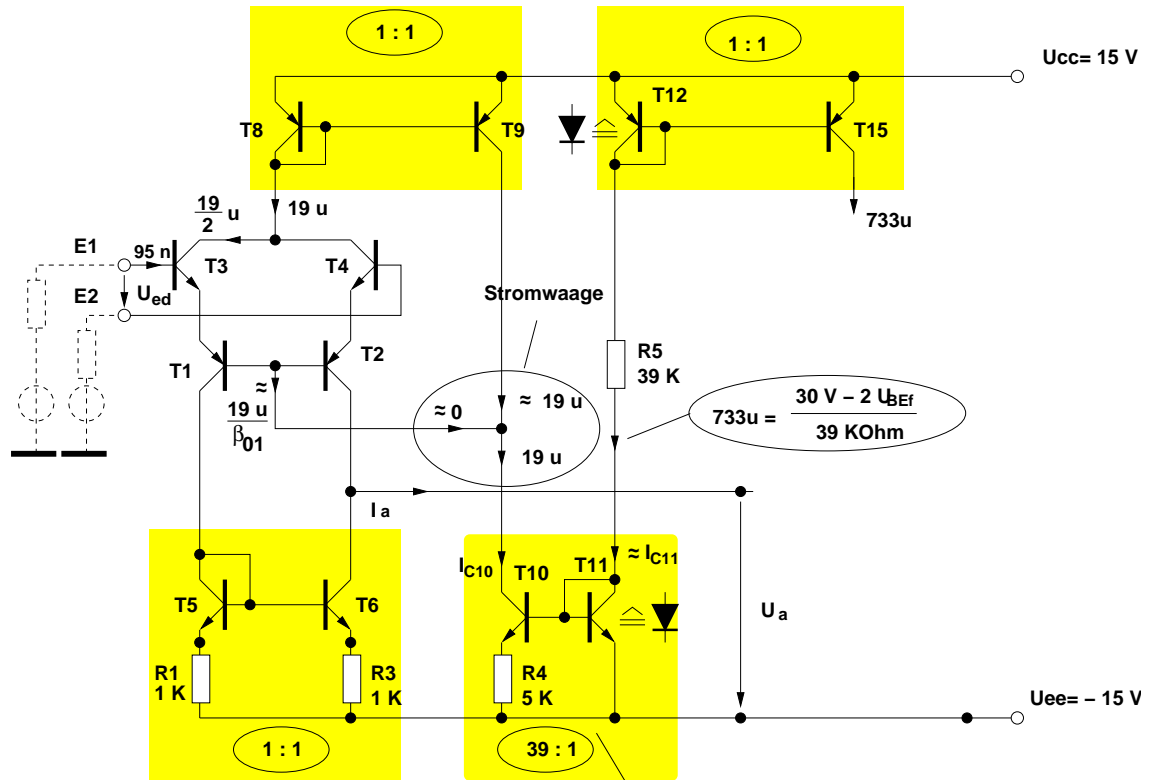 1 : 1
1 : 1
Ucc= 15 V
T8
T9
T12
T15
19 u
19
2
u
733u
E1
95 n
T3
T4
E2
U ed
Stromwaage
T1
T2
R5
39 K
≈
19 u
β01
≈ 0
≈ 19 u
19 u
733u =
30 V – 2 UBEf
39 KOhm
I a
IC10
T10
T11
≈ IC11
T5
T6
U a
R1
1 K
R3
1 K
R4
5 K
Uee= – 15 V
1 : 1
39 : 1